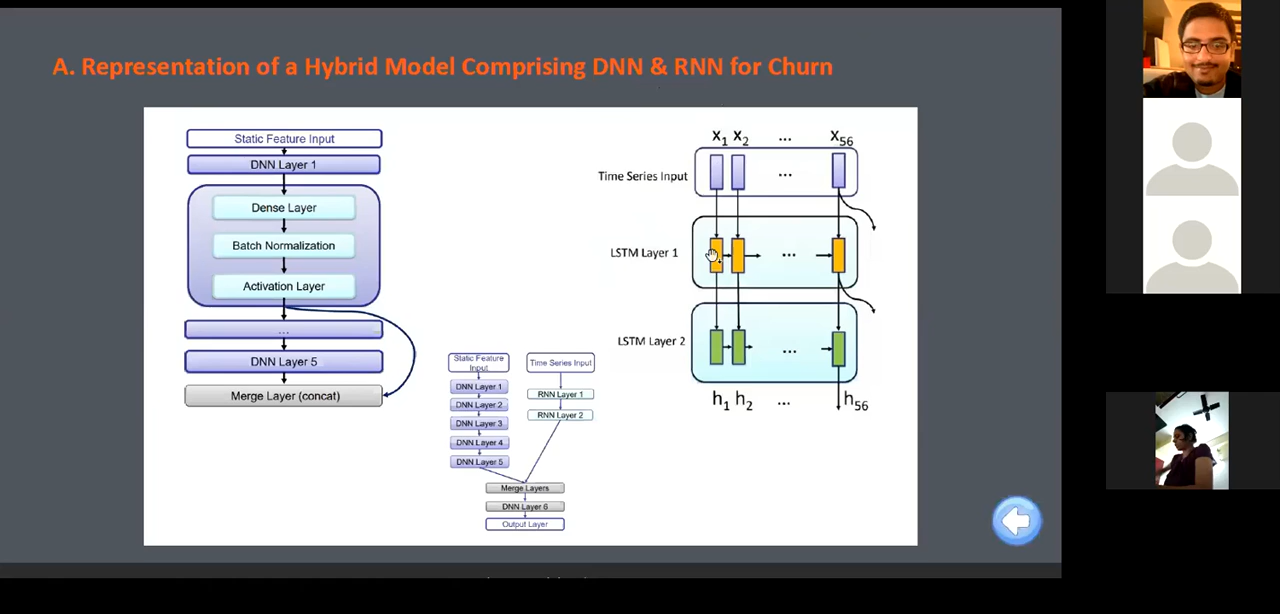 A. Representation of a Hybrid Model Comprising DNN & RNN for Churn
Static Feature Input
DNN Layer 1
Dense Layer
Batch Normalization
Activation Layer
...
DNN Layer 5
Merge Layer (concat)
Static Feature
Input
DNN Layer 1
DNN Layer 2
DNN Layer 3
DNN Layer 4
DNN Layer 5
Time Series Input
RNN Layer 1
RNN Layer 2
Merge Layers
DNN Layer 6
Output Layer
X1 X2 ... X56
Time Series Input ...
LSTM Layer 1 ...
LSTM Layer 2 ...
h1 h2 ... h56